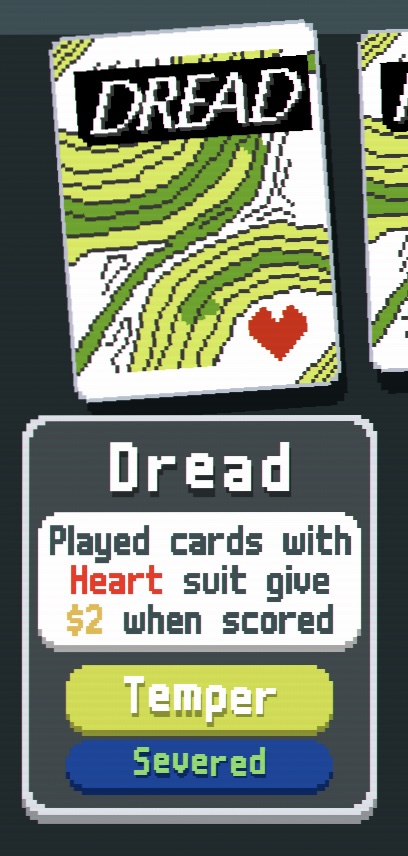 DREAD
Dread
Played cards with
Heart suit give
$2 when scored
Temper
Severed